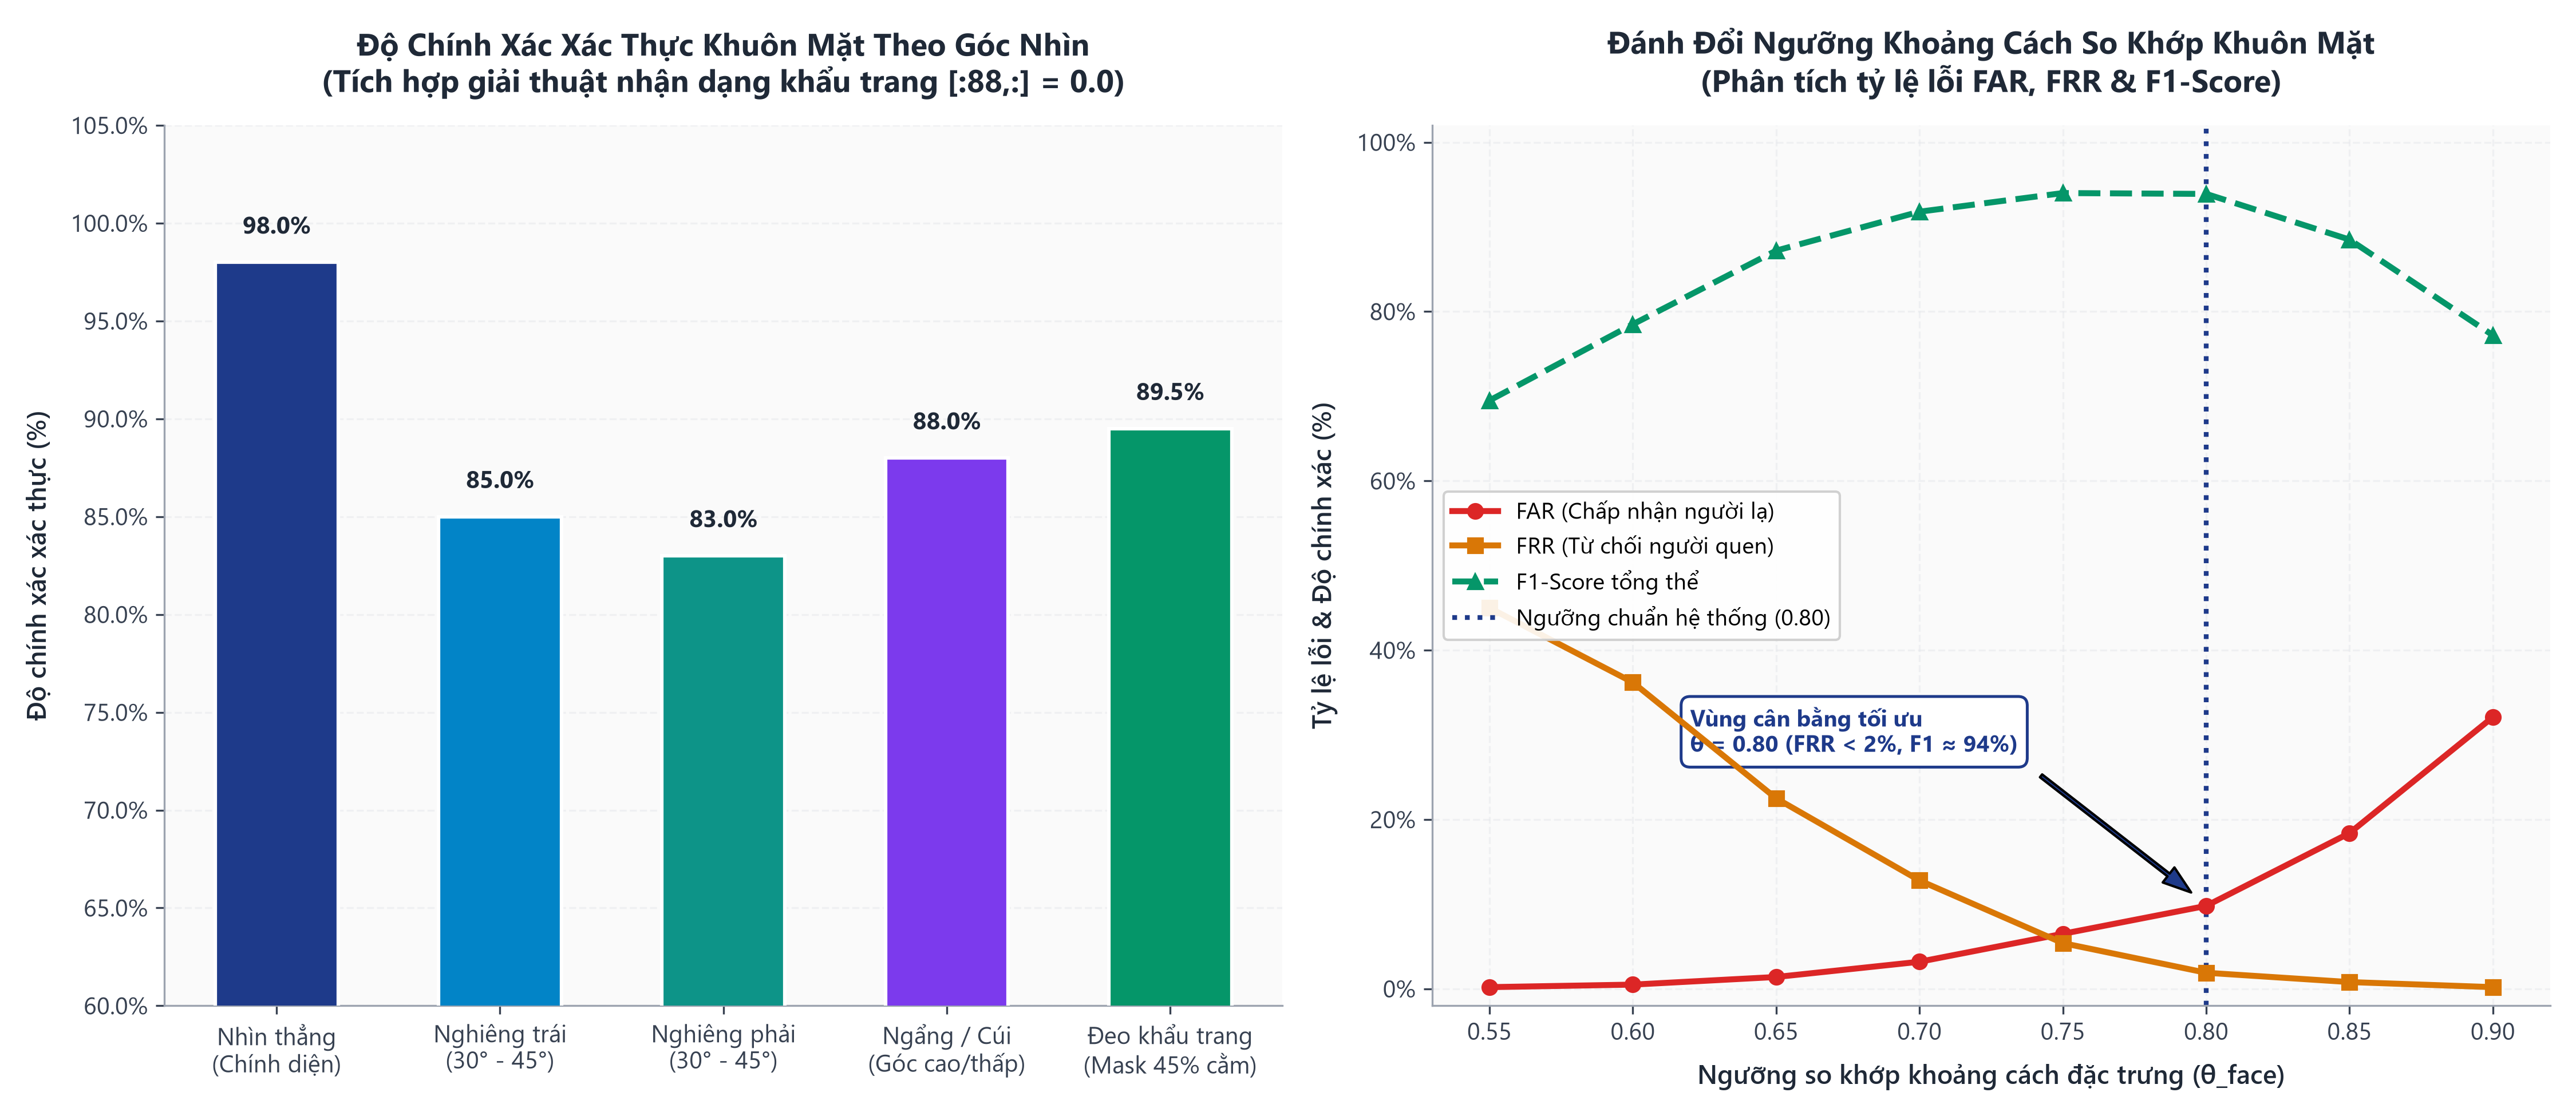 Độ Chính Xác Xác Thực Khuôn Mặt Theo Góc Nhìn
(Tích hợp giải thuật nhận dạng khẩu trang [:88,:] = 0.0)
Độ chính xác xác thực (%)
105.0%
100.0%
95.0%
90.0%
85.0%
80.0%
75.0%
70.0%
65.0%
60.0%
98.0%
85.0%
83.0%
88.0%
89.5%
Nhìn thẳng
(Chính diện)
Nghiêng trái
(30° - 45°)
Nghiêng phải
(30° - 45°)
Ngẩng / Cúi
(Góc cao/thấp)
Đeo khẩu trang
(Mask 45% cằm)
Đánh Đổi Ngưỡng Khoảng Cách So Khớp Khuôn Mặt
(Phân tích tỷ lệ lỗi FAR, FRR & F1-Score)
Tỷ lệ lỗi & Độ chính xác (%)
100%
80%
60%
40%
20%
0%
FAR (Chấp nhận người lạ)
FRR (Từ chối người quen)
F1-Score tổng thể
Ngưỡng chuẩn hệ thống (0.80)
Vùng cân bằng tối ưu
θ = 0.80 (FRR < 2%, F1 ≈ 94%)
0.55
0.60
0.65
0.70
0.75
0.80
0.85
0.90
Ngưỡng so khớp khoảng cách đặc trưng (θ_face)